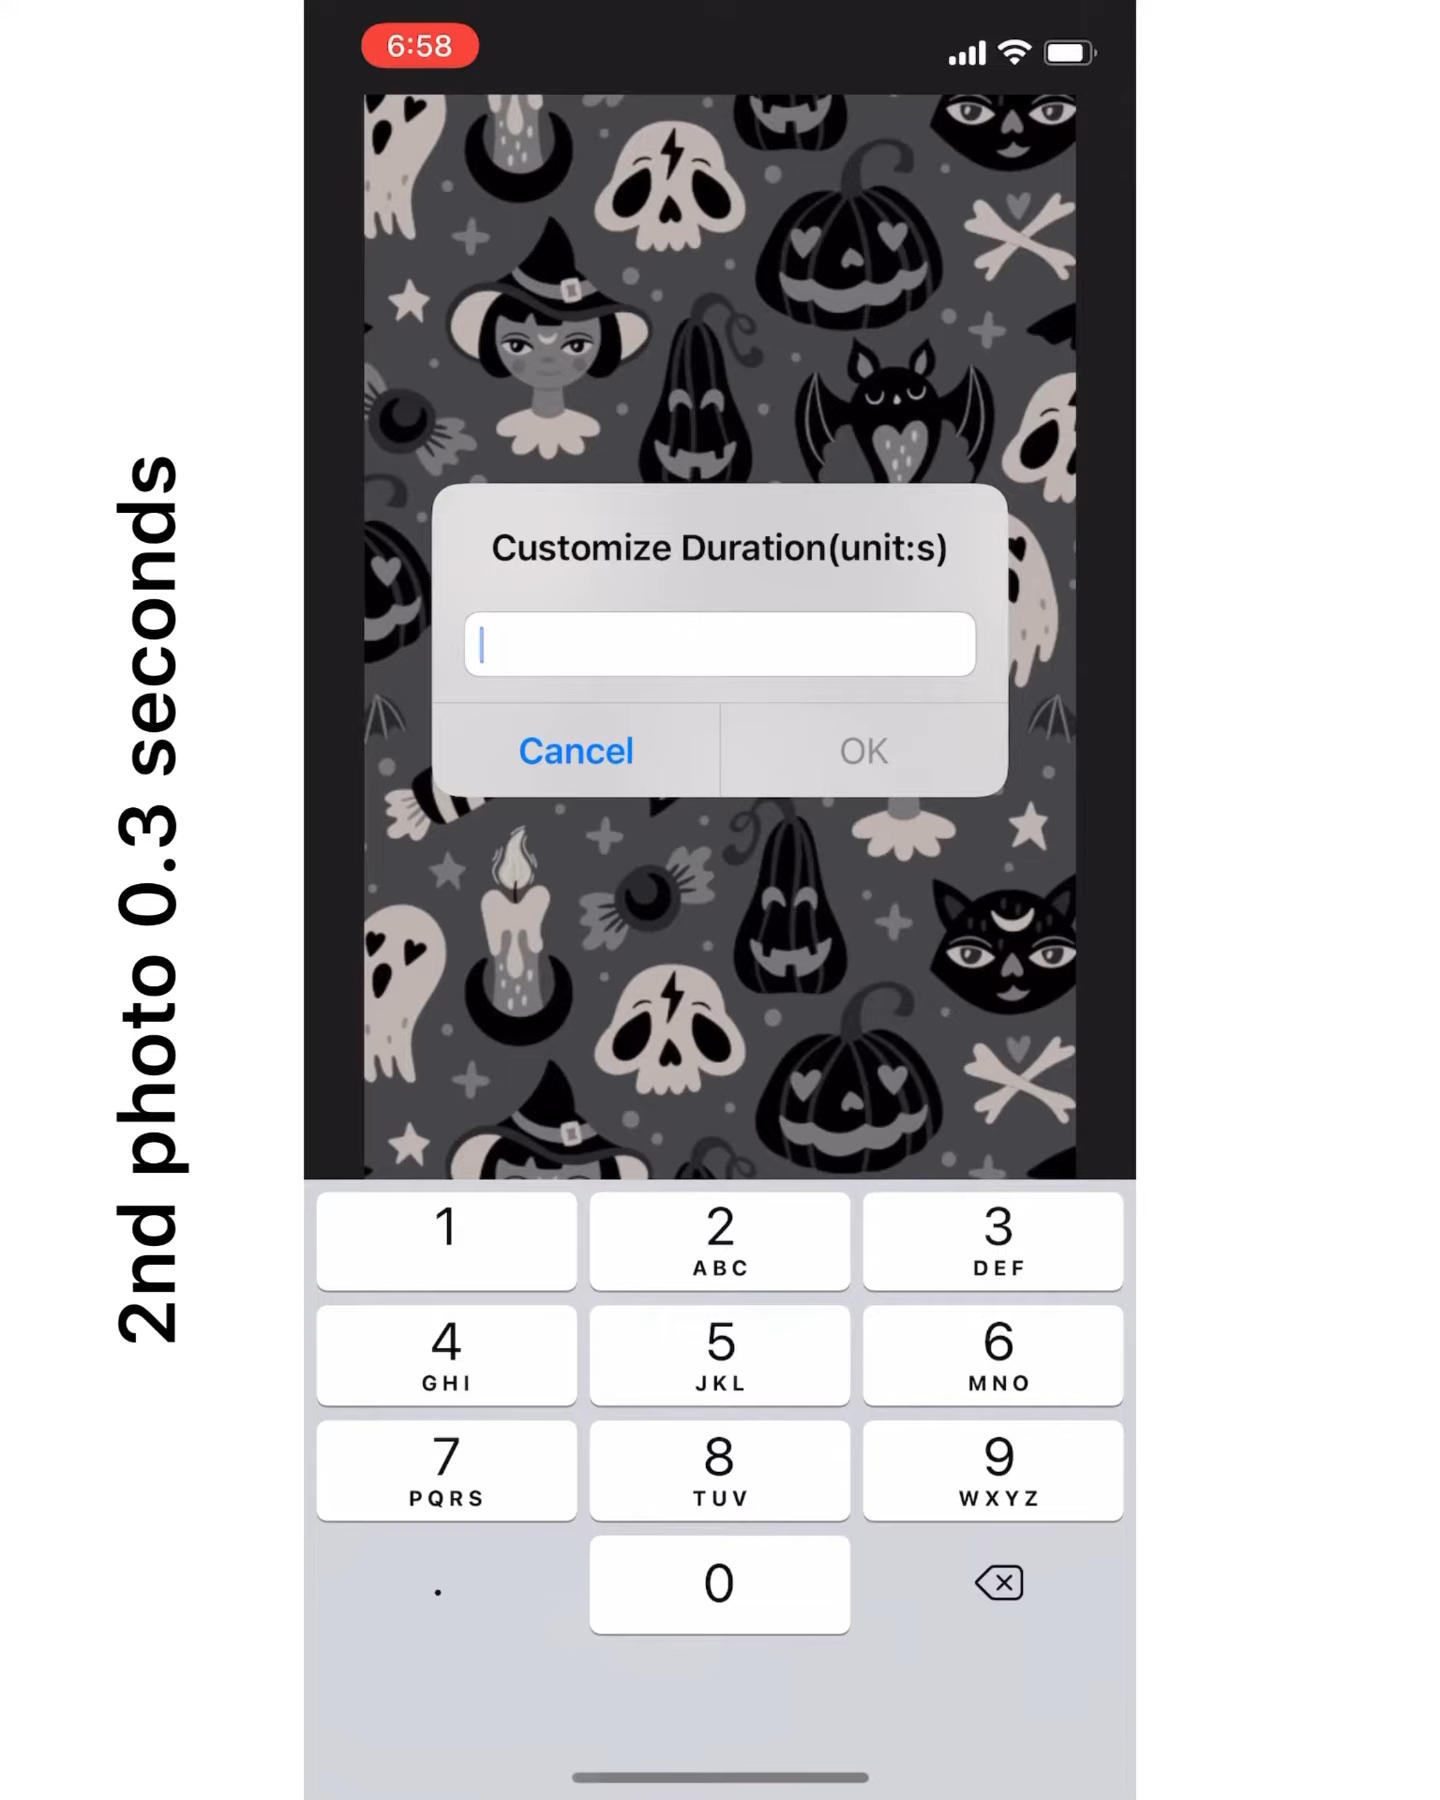 6:58
2nd photo 0.3 seconds
Customize Duration(unit:s)
Cancel
OK
1
2
ABC
3
DEF
4
GHI
5
JKL
6
MNO
7
PQRS
8
TUV
9
WXYZ
.
0